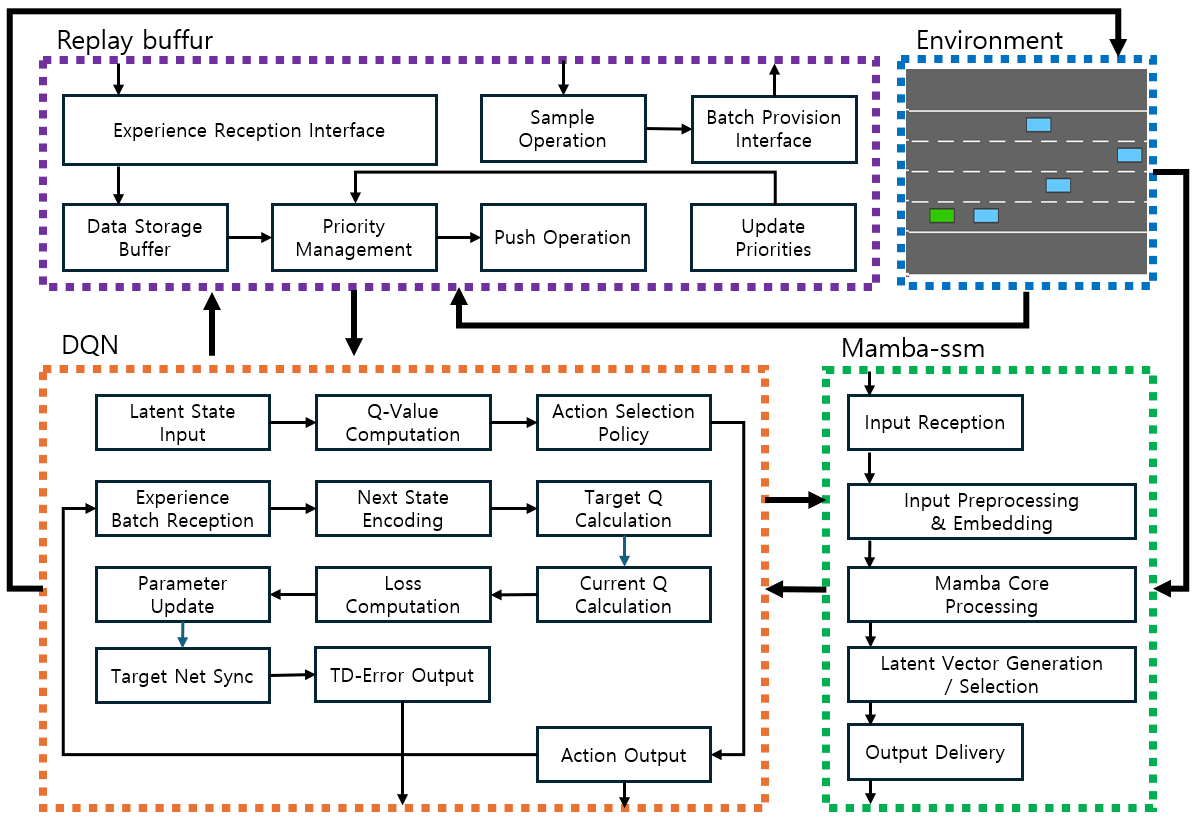 Replay buffur
Environment
Experience Reception Interface
Sample
Operation
Batch Provision
Interface
Data Storage
Buffer
Priority
Management
Push Operation
Update
Priorities
DQN
Mamba-ssm
Latent State
Input
Q-Value
Computation
Action Selection
Policy
Experience
Batch Reception
Next State
Encoding
Target Q
Calculation
Parameter
Update
Loss
Computation
Current Q
Calculation
Target Net Sync
TD-Error Output
Action Output
Input Reception
Input Preprocessing
& Embedding
Mamba Core
Processing
Latent Vector Generation
/ Selection
Output Delivery